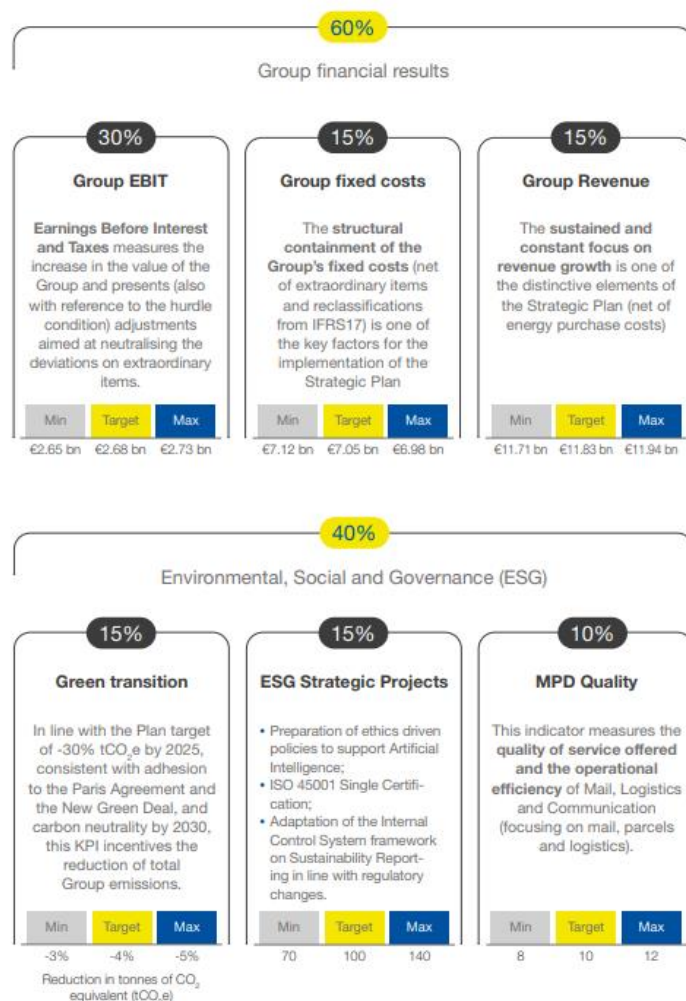 60%
Group financial results
30%
Group EBIT
Earnings Before Interest
and Taxes measures the
increase in the value of the
Group and presents (also
with reference to the hurdle
condition) adjustments
aimed at neutralising the
deviations on extraordinary
items.
Min Target Max
€2.65 bn €2.68 bn €2.73 bn
15%
Group fixed costs
The structural
containment of the
Group's fixed costs (net
of extraordinary items
and reclassifications
from IFRS17) is one of
the key factors for the
implementation of the
Strategic Plan
Min Target Max
€7.12 bn €7.05 bn €6.98 bn
15%
Group Revenue
The sustained and
constant focus on
revenue growth is one of
the distinctive elements of
the Strategic Plan (net of
energy purchase costs)
Min Target Max
€11.71 bn €11.83 bn €11.94 bn
40%
Environmental, Social and Governance (ESG)
15%
Green transition
In line with the Plan target
of -30% tCO₂e by 2025,
consistent with adhesion
to the Paris Agreement and
the New Green Deal, and
carbon neutrality by 2030,
this KPI incentives the
reduction of total
Group emissions.
Min Target Max
-3% -4% -5%
Reduction in tonnes of CO₂
equivalent (tCO₂e)
15%
ESG Strategic Projects
• Preparation of ethics driven
policies to support Artificial
Intelligence;
• ISO 45001 Single Certifi-
cation;
• Adaptation of the Internal
Control System framework
on Sustainability Report-
ing in line with regulatory
changes.
Min Target Max
70 100 140
10%
MPD Quality
This indicator measures the
quality of service offered
and the operational
efficiency of Mail, Logistics
and Communication
(focusing on mail, parcels
and logistics).
Min Target Max
8 10 12